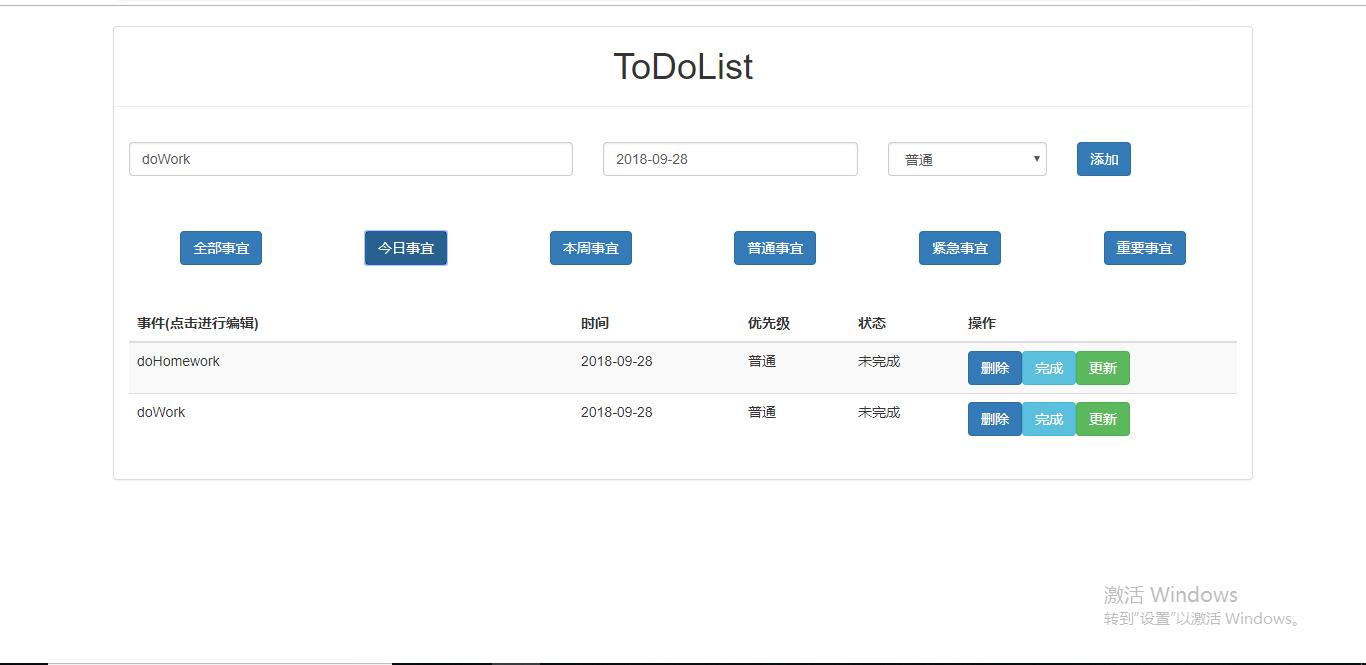 ToDoList
doWork 2018-09-28 普通 添加
全部事宜 今日事宜 本周事宜 普通事宜 紧急事宜 重要事宜
事件(点击进行编辑) 时间 优先级 状态 操作
doHomework 2018-09-28 普通 未完成 删除 完成 更新
doWork 2018-09-28 普通 未完成 删除 完成 更新
激活 Windows
转到“设置”以激活 Windows。